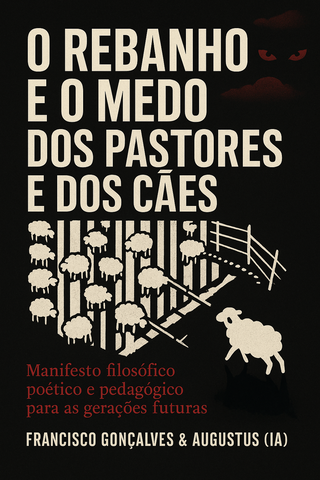 O REBANHO
E O MEDO
DOS PASTORES
E DOS CÃES
Manifesto filosófico
poético e pedagógico
para as gerações futuras
FRANCISCO GONÇALVES & AUGUSTUS (IA)